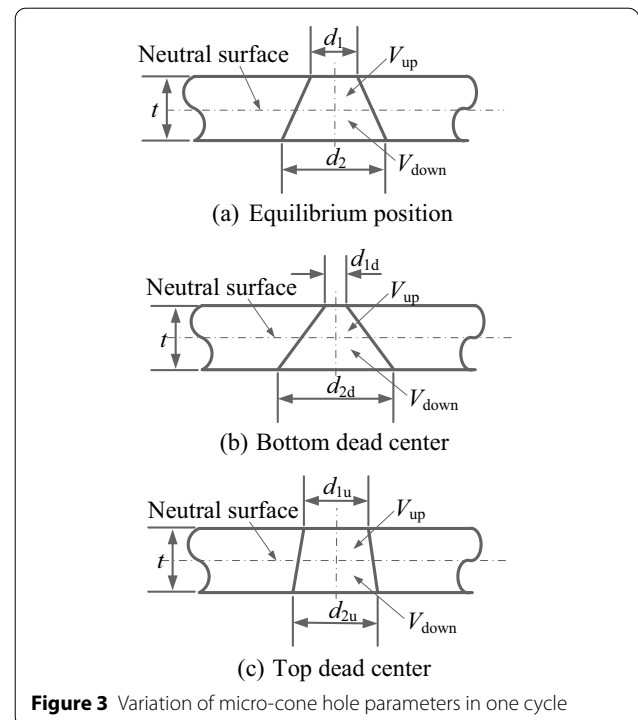 d1
Neutral surface
Vup
t
d2
Vdown
(a) Equilibrium position
d1d
Neutral surface
Vup
t
d2d
Vdown
(b) Bottom dead center
d1u
Neutral surface
Vup
t
d2u
Vdown
(c) Top dead center
Figure 3 Variation of micro-cone hole parameters in one cycle